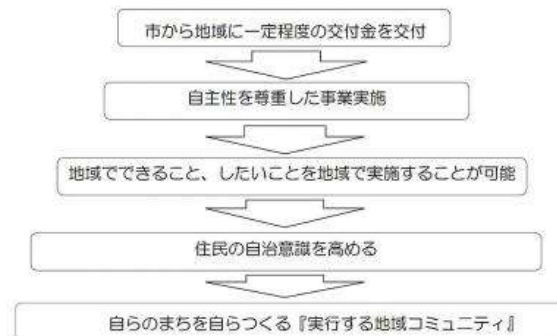 市から地域に一定程度の交付金を交付
自主性を尊重した事業実施
地域でできること、したいことを地域で実施することが可能
住民の自治意識を高める
自らのまちを自らつくる『実行する地域コミュニティ』